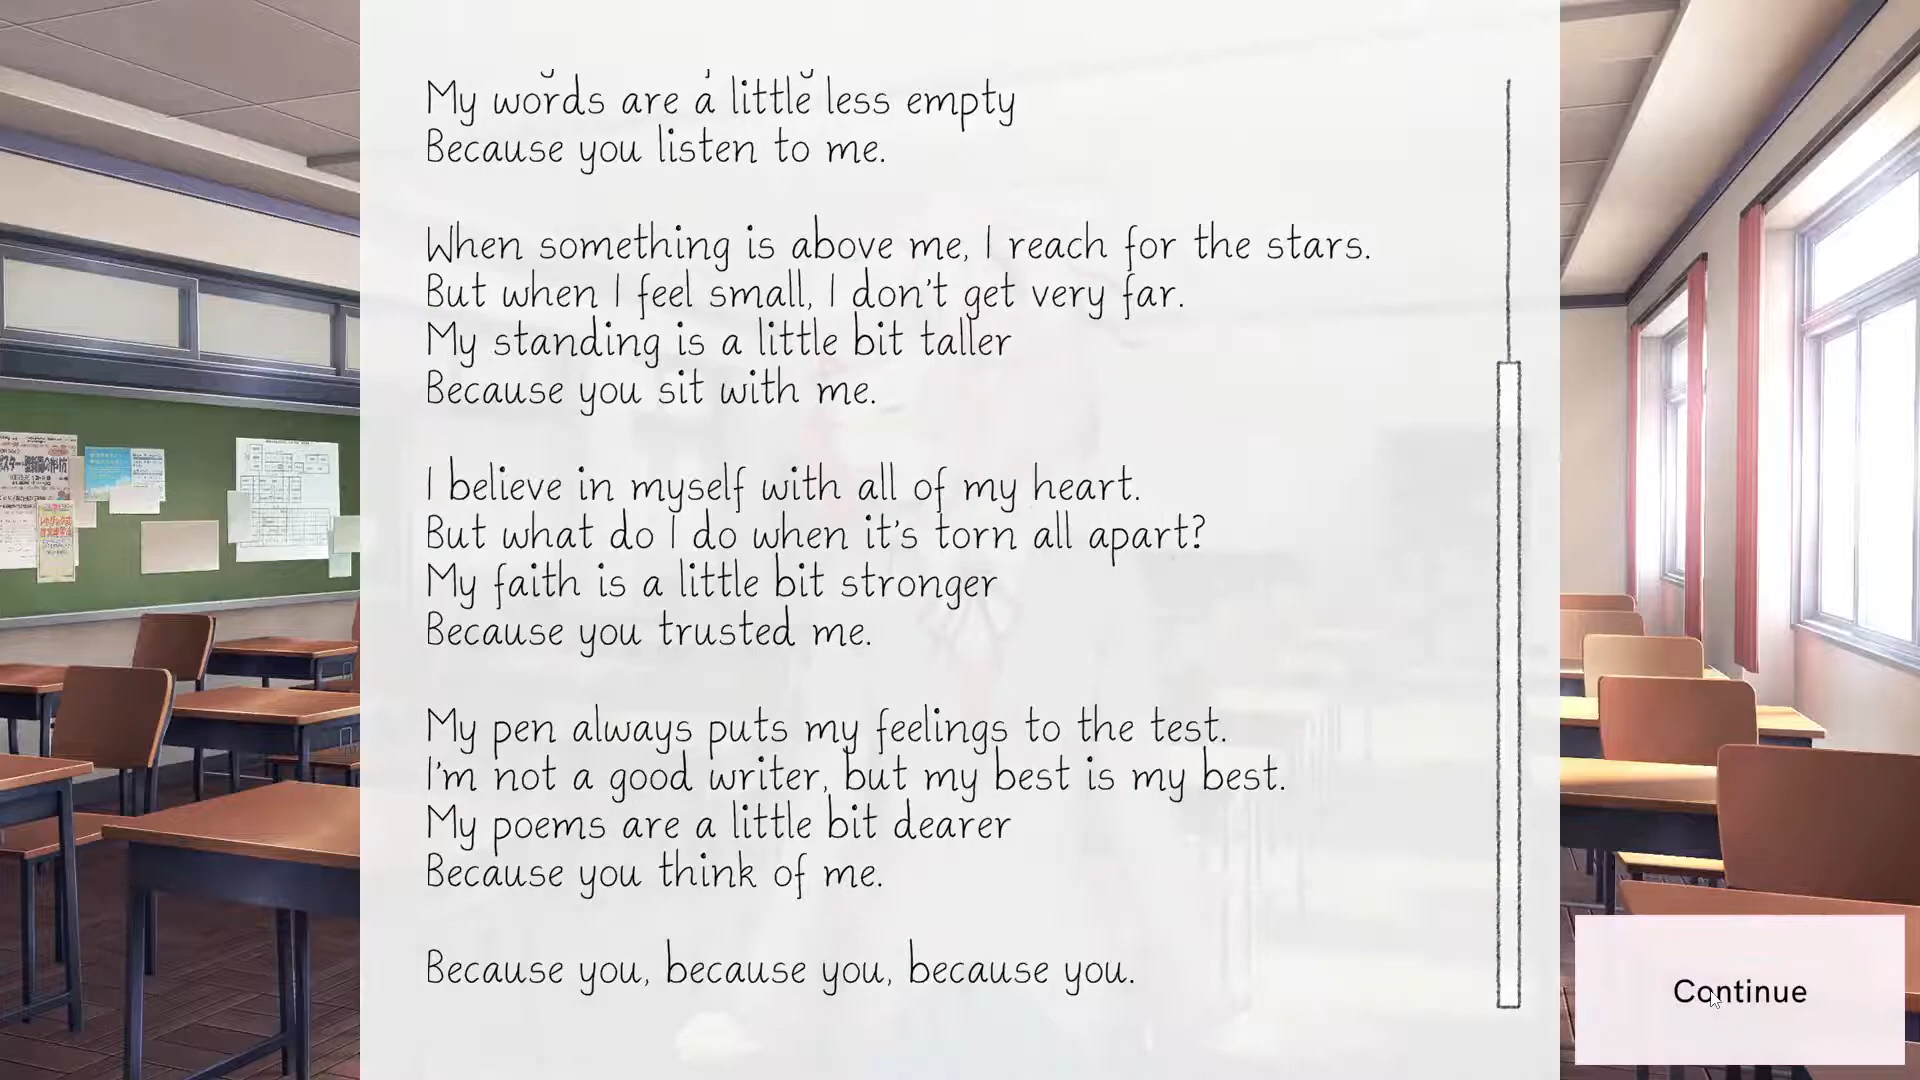 My words are a little less empty
Because you listen to me.
When something is above me, I reach for the stars.
But when I feel small, I don't get very far.
My standing is a little bit taller
Because you sit with me.
I believe in myself with all of my heart.
But what do I do when it's torn all apart?
My faith is a little bit stronger
Because you trusted me.
My pen always puts my feelings to the test.
I'm not a good writer, but my best is my best.
My poems are a little bit dearer
Because you think of me.
Because you, because you, because you.
Continue